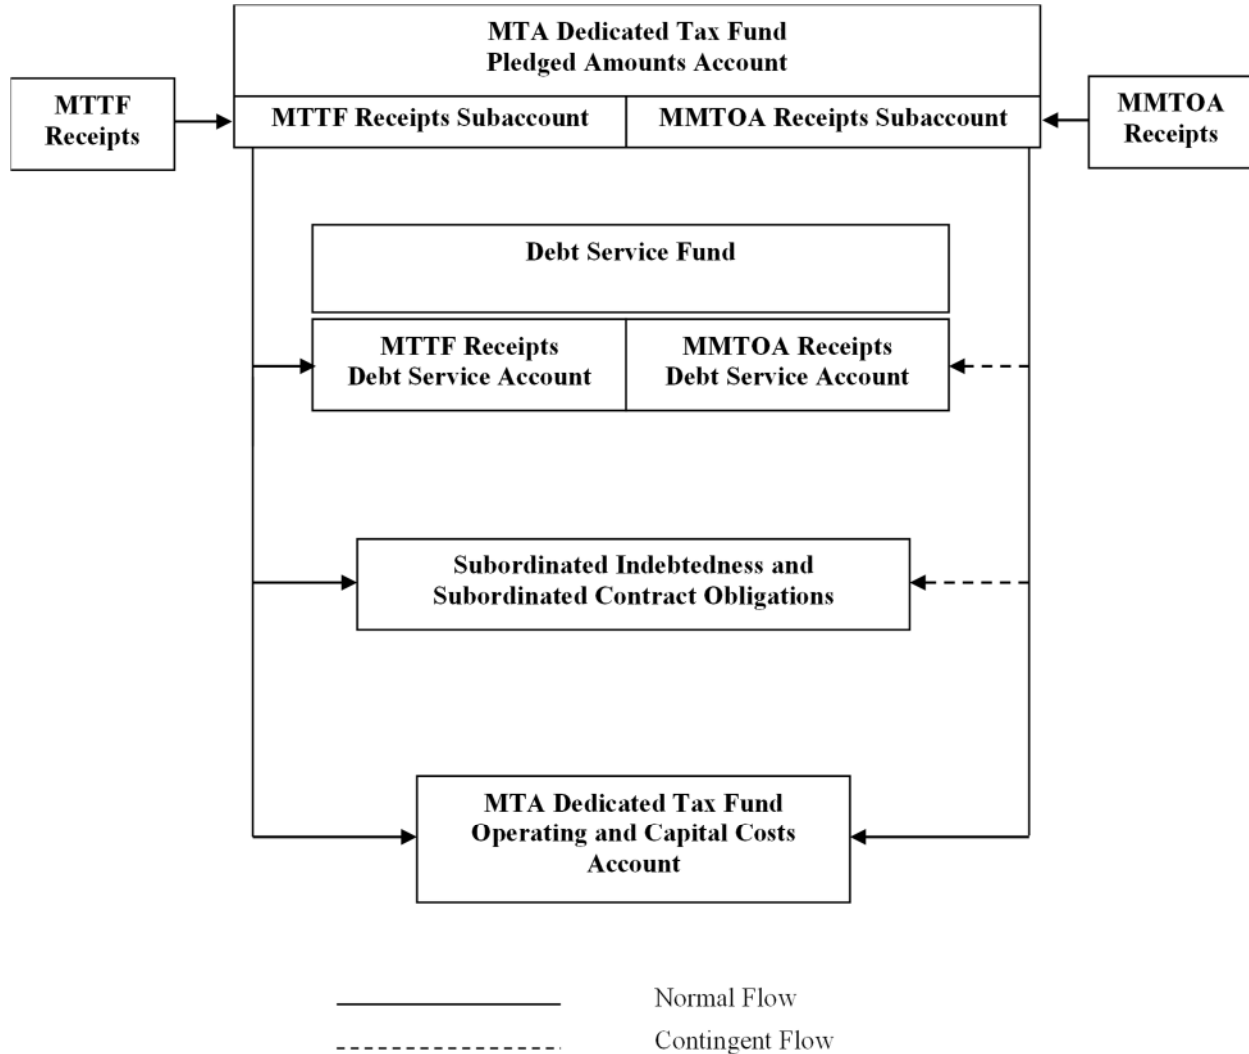 MTA Dedicated Tax Fund
Pledged Amounts Account
MTTF
Receipts
MTTF Receipts Subaccount
MMTOA Receipts Subaccount
MMTOA
Receipts
Debt Service Fund
MTTF Receipts
Debt Service Account
MMTOA Receipts
Debt Service Account
Subordinated Indebtedness and
Subordinated Contract Obligations
MTA Dedicated Tax Fund
Operating and Capital Costs
Account
Normal Flow
Contingent Flow